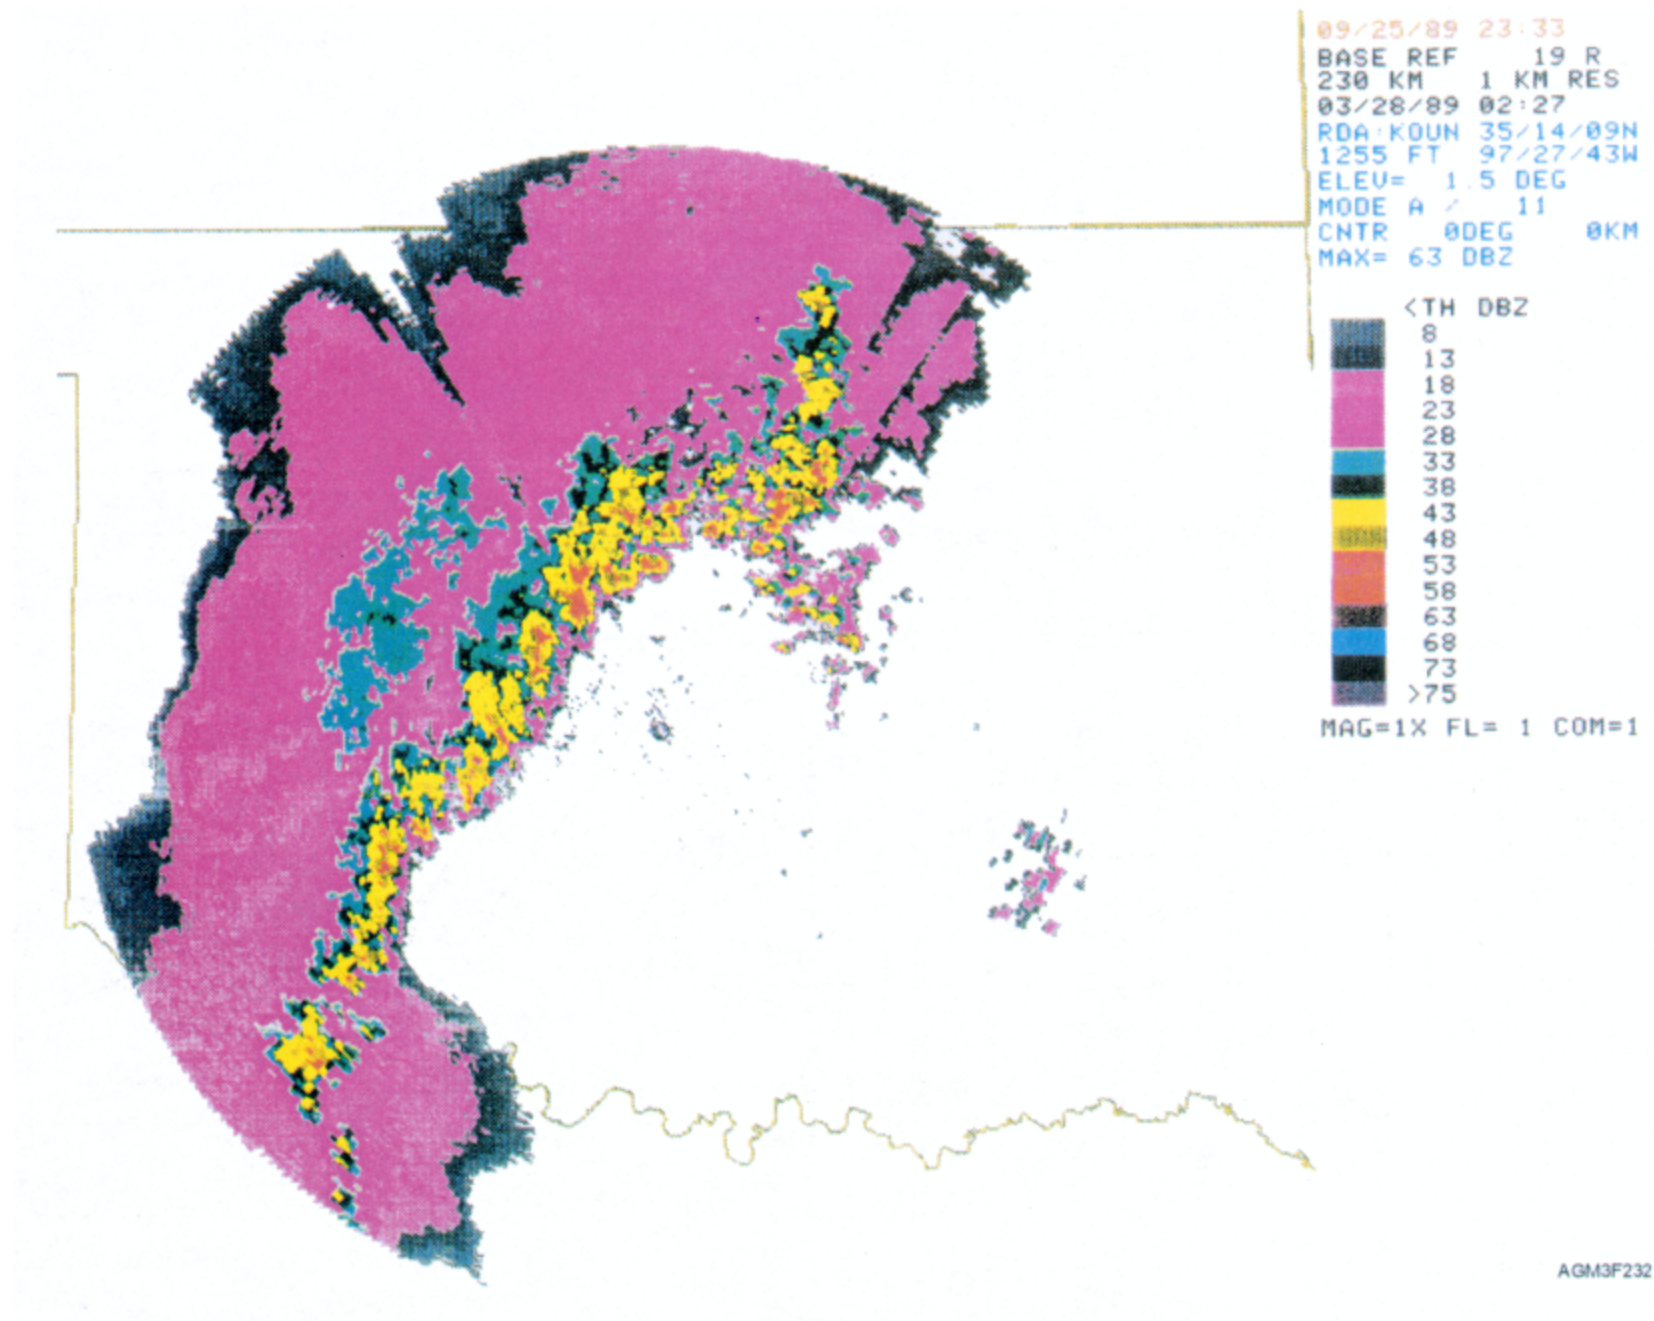 09/25/89 23:33
BASE REF 19 R
230 KM 1 KM RES
03/28/89 02:27
RDA:KOUN 35/14/09N
1255 FT 97/27/43W
ELEV= 1.5 DEG
MODE A / 11
CNTR 0DEG 0KM
MAX= 63 DBZ
<TH DBZ
8
13
18
23
28
33
38
43
48
53
58
63
68
73
>75
MAG=1X FL= 1 COM=1
AGM3F232